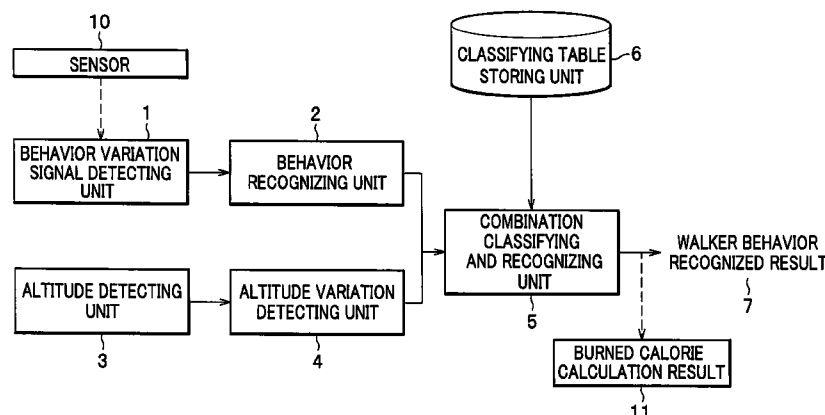 10
SENSOR
1
BEHAVIOR VARIATION
SIGNAL DETECTING
UNIT
2
BEHAVIOR
RECOGNIZING UNIT
CLASSIFYING TABLE
STORING UNIT
6
ALTITUDE DETECTING
UNIT
3
ALTITUDE VARIATION
DETECTING UNIT
4
COMBINATION
CLASSIFYING
AND RECOGNIZING
UNIT
5
WALKER BEHAVIOR
RECOGNIZED RESULT
7
BURNED CALORIE
CALCULATION RESULT
11